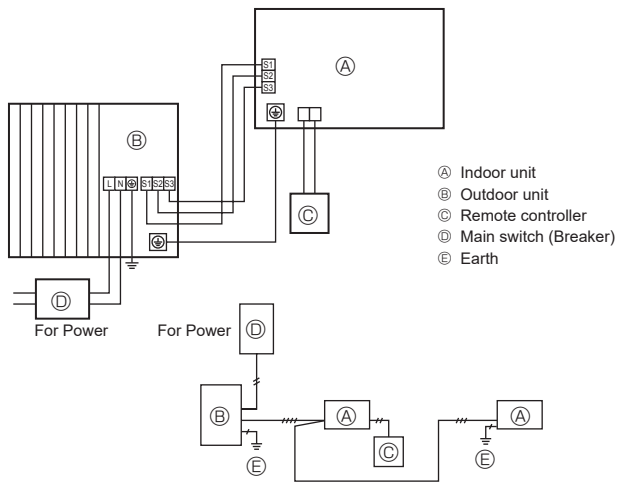 S1
S2
S3
Ⓐ
Ⓑ
L N S1 S2 S3
Ⓒ
Ⓓ
For Power
Ⓐ Indoor unit
Ⓑ Outdoor unit
Ⓒ Remote controller
Ⓓ Main switch (Breaker)
Ⓔ Earth
For Power Ⓓ
Ⓑ
Ⓐ
Ⓐ
Ⓒ
Ⓔ
Ⓔ